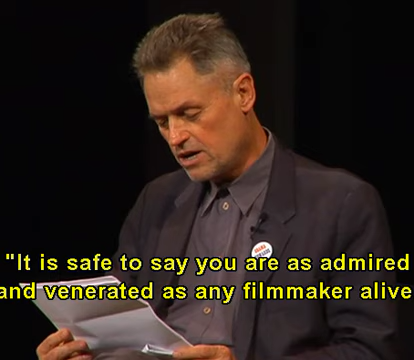 "It is safe to say you are as admired
and venerated as any filmmaker alive